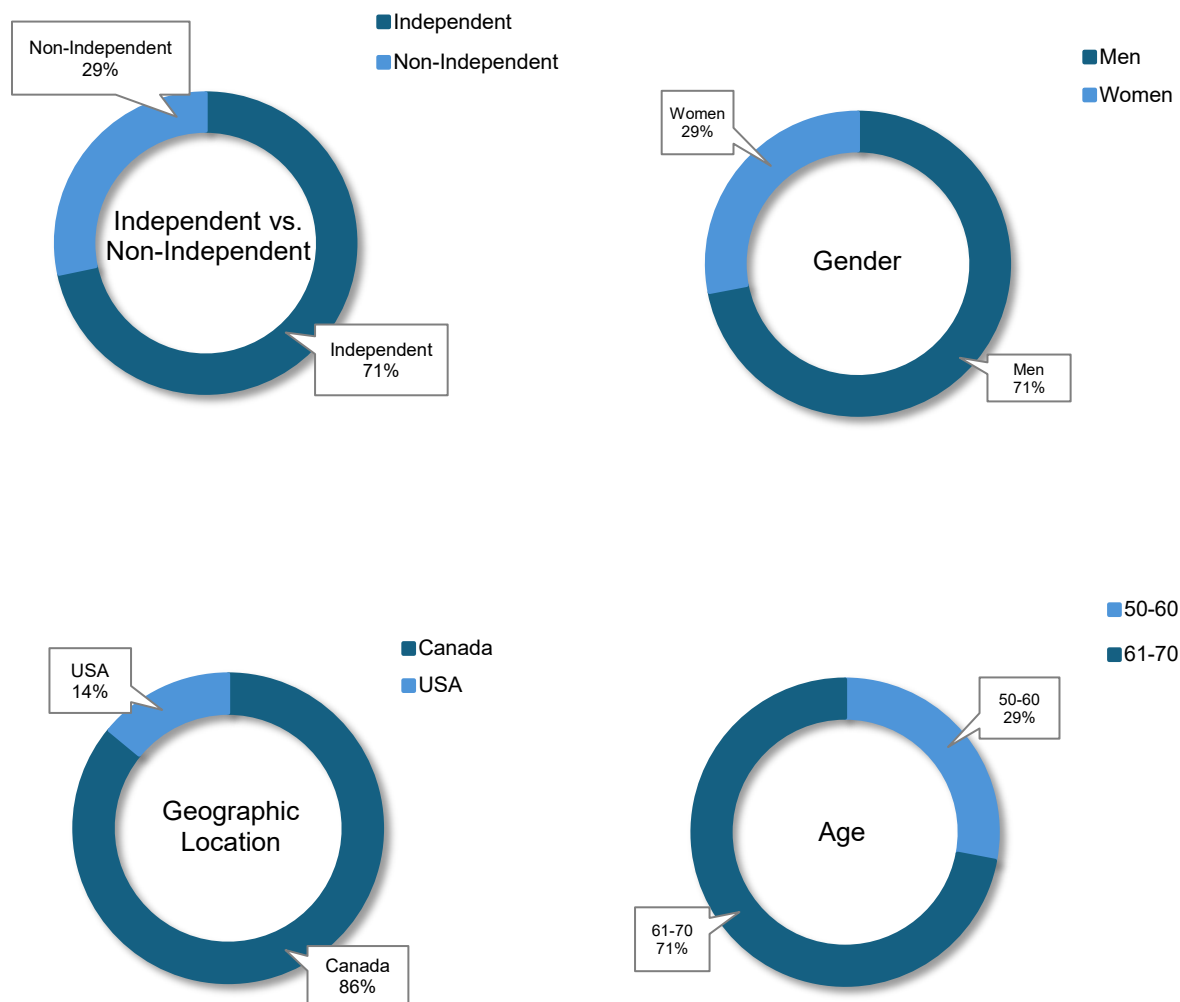 Independent
Non-Independent
Non-Independent
29%
Independent vs.
Non-Independent
Independent
71%
Men
Women
Women
29%
Gender
Men
71%
Canada
USA
USA
14%
Geographic
Location
Canada
86%
50-60
61-70
50-60
29%
Age
61-70
71%